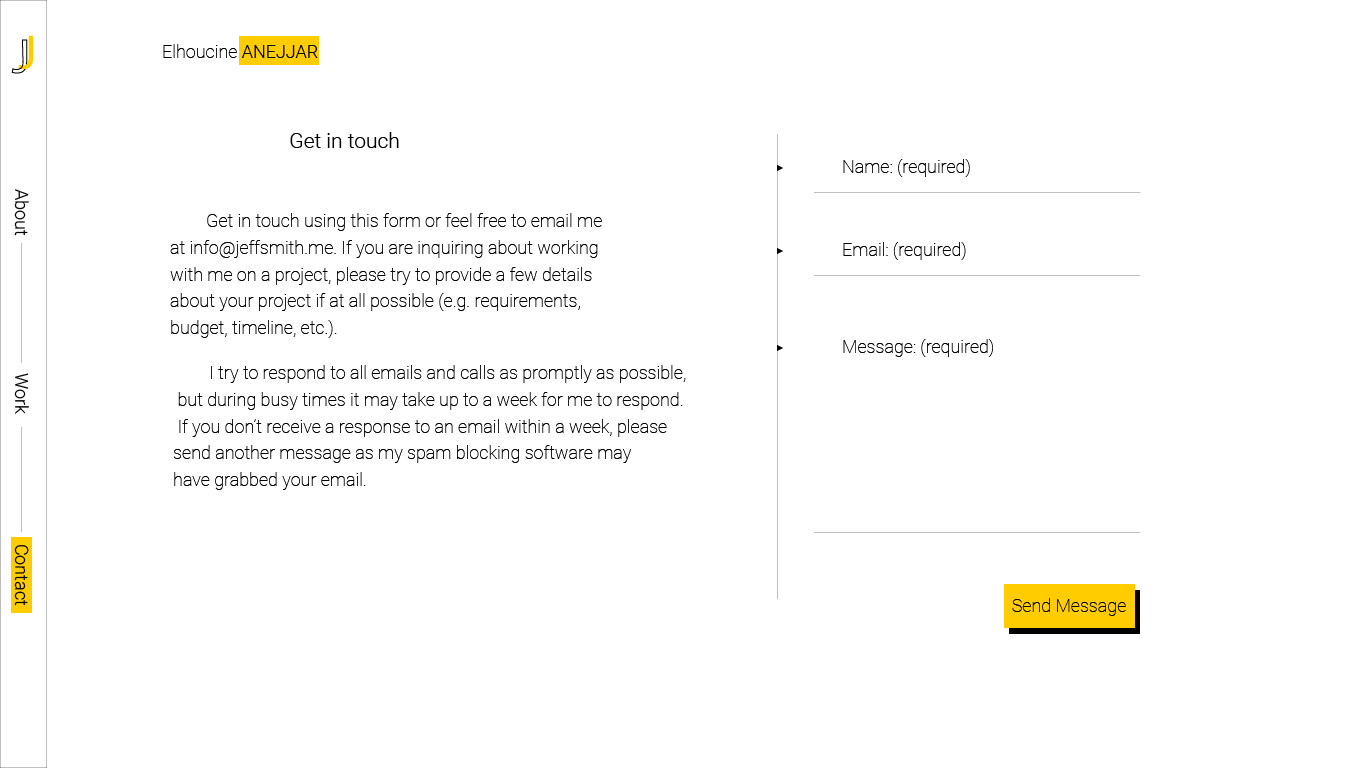 Elhoucine ANEJJAR
About
Work
Contact
Get in touch
Get in touch using this form or feel free to email me
at info@jeffsmith.me. If you are inquiring about working
with me on a project, please try to provide a few details
about your project if at all possible (e.g. requirements,
budget, timeline, etc.).
I try to respond to all emails and calls as promptly as possible,
but during busy times it may take up to a week for me to respond.
If you don’t receive a response to an email within a week, please
send another message as my spam blocking software may
have grabbed your email.
Name: (required)
Email: (required)
Message: (required)
Send Message